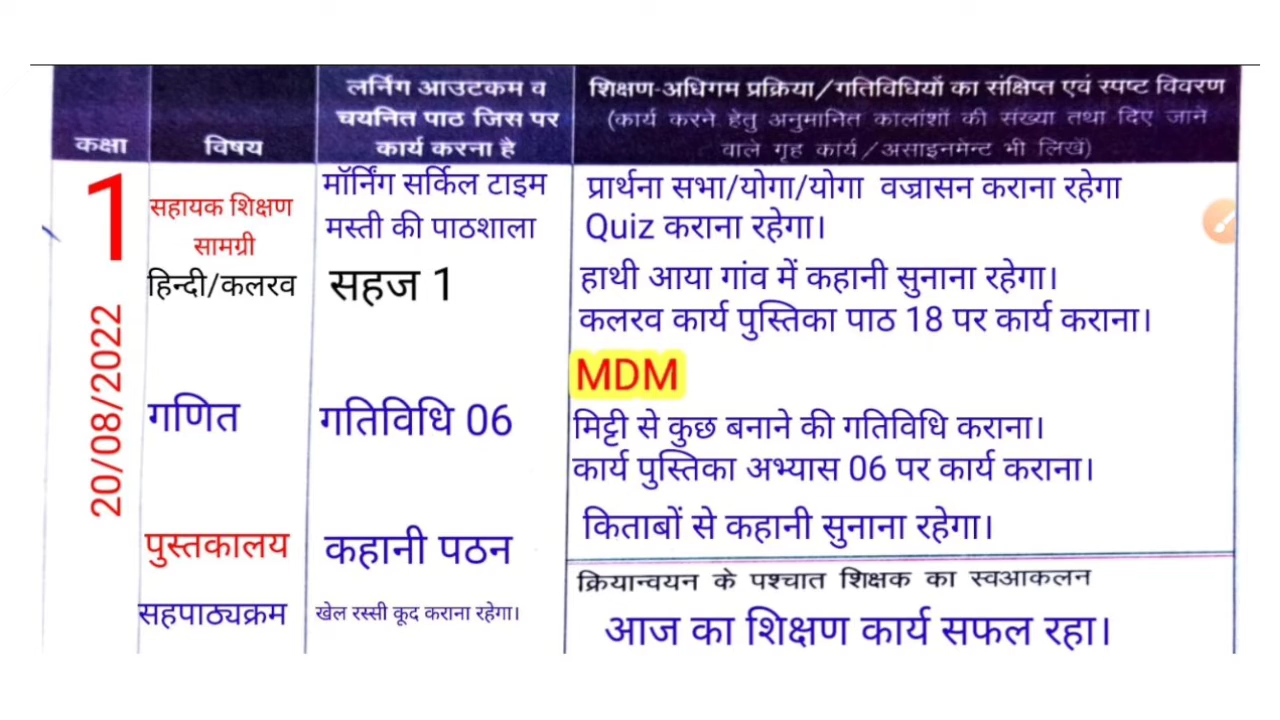 कक्षा
विषय
लर्निंग आउटकम व
चयनित पाठ जिस पर
कार्य करना है
शिक्षण-अधिगम प्रक्रिया/गतिविधियों का संक्षिप्त एवं स्पष्ट विवरण
(कार्य करने हेतु अनुमानित कालांशों की संख्या तथा दिए जाने
वाले गृह कार्य/असाइनमेन्ट भी लिखें)
1
20/08/2022
सहायक शिक्षण
सामग्री
मॉर्निंग सर्किल टाइम
मस्ती की पाठशाला
प्रार्थना सभा/योगा/योगा वज्रासन कराना रहेगा
Quiz कराना रहेगा।
हिन्दी/कलरव
सहज 1
हाथी आया गांव में कहानी सुनाना रहेगा।
कलरव कार्य पुस्तिका पाठ 18 पर कार्य कराना।
MDM
गणित
गतिविधि 06
मिट्टी से कुछ बनाने की गतिविधि कराना।
कार्य पुस्तिका अभ्यास 06 पर कार्य कराना।
पुस्तकालय
कहानी पठन
किताबों से कहानी सुनाना रहेगा।
सहपाठ्यक्रम
खेल रस्सी कूद कराना रहेगा।
क्रियान्वयन के पश्चात शिक्षक का स्वआकलन
आज का शिक्षण कार्य सफल रहा।